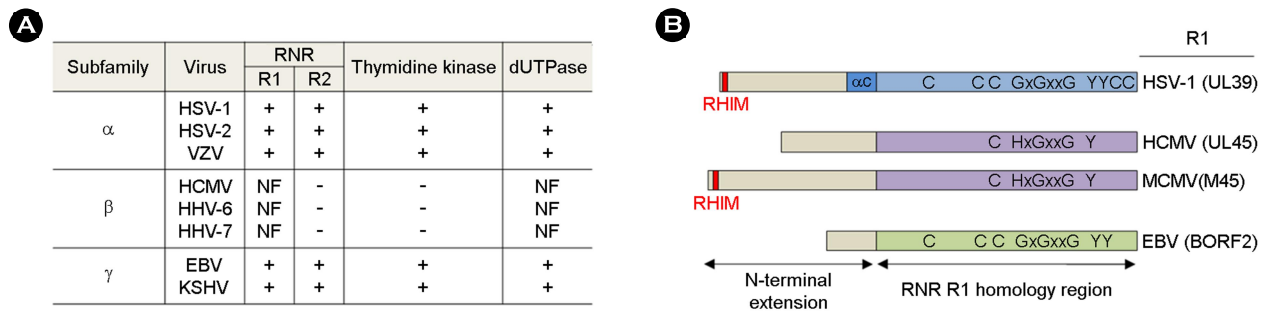 A
Subfamily Virus RNR Thymidine kinase dUTPase
R1 R2
α
HSV-1 + + + +
HSV-2 + + + +
VZV + + + +
β
HCMV NF - - NF
HHV-6 NF - - NF
HHV-7 NF - - NF
γ
EBV + + + +
KSHV + + + +
B
R1
αc C C C GxGxxG YYCC HSV-1 (UL39)
RHIM
C HxGxxG Y HCMV (UL45)
C HxGxxG Y MCMV(M45)
RHIM
C C C GxGxxG YY EBV (BORF2)
N-terminal
extension
RNR R1 homology region